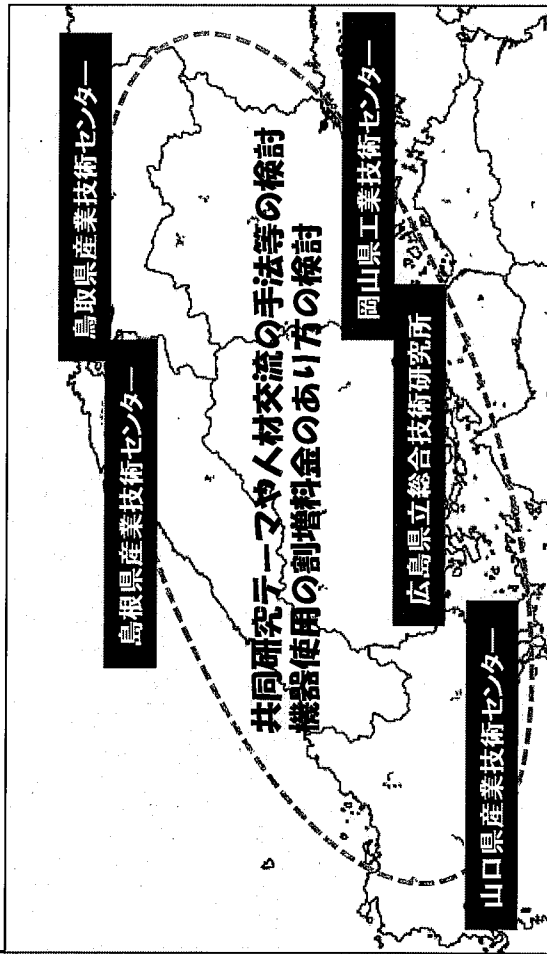 鳥取県産業技術センター
島根県産業技術センター
共同研究テーマや人材交流の手法等の検討
機器使用の割増料金のあり方の検討
岡山県工業技術センター
広島県立総合技術研究所
山口県産業技術センター